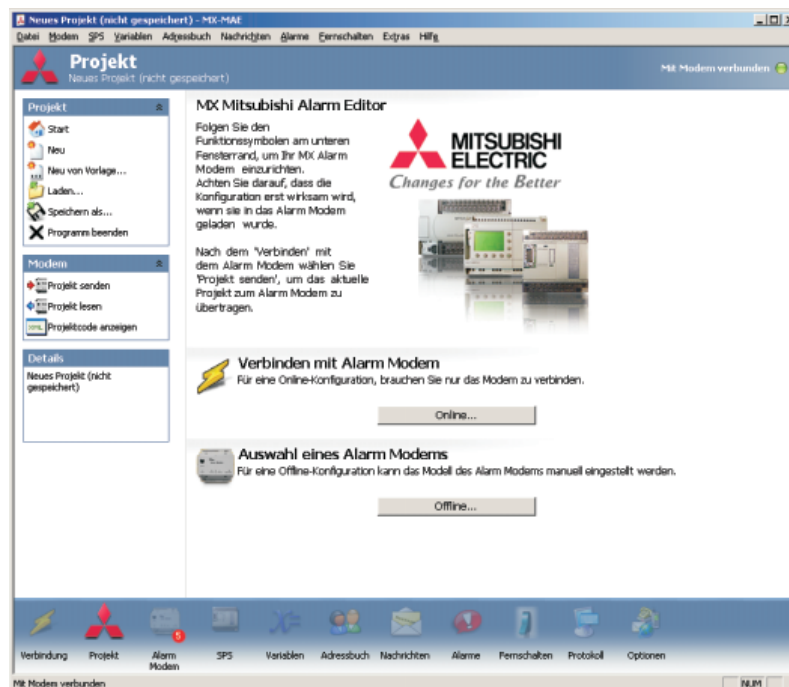 Neues Projekt (nicht gespeichert) - MX-MAE
Datei Modem SPS Variablen Adressbuch Nachrichten Alarme Fernschalten Extras Hilfe
Projekt
Neues Projekt (nicht gespeichert)
Mit Modem verbunden
Projekt
Start
Neu
Neu von Vorlage...
Laden...
Speichern als...
Programm beenden
Modem
Projekt senden
Projekt lesen
Projektcode anzeigen
Details
Neues Projekt (nicht
gespeichert)
MX Mitsubishi Alarm Editor
Folgen Sie den
Funktionssymbolen am unteren
Fensterrand, um Ihr MX Alarm
Modem einzurichten.
Achten Sie darauf, dass die
Konfiguration erst wirksam wird,
wenn sie in das Alarm Modem
geladen wurde.
Nach dem 'Verbinden' mit
dem Alarm Modem wählen Sie
'Projekt senden', um das aktuelle
Projekt zum Alarm Modem zu
übertragen.
MITSUBISHI
ELECTRIC
Changes for the Better
Verbinden mit Alarm Modem
Für eine Online-Konfiguration, brauchen Sie nur das Modem zu verbinden.
Online...
Auswahl eines Alarm Modems
Für eine Offline-Konfiguration kann das Modell des Alarm Modems manuell eingestellt werden.
Offline...
5
Verbindung Projekt Alarm Modem SPS Variablen Adressbuch Nachrichten Alarme Fernschalten Protokoll Optionen
Mit Modem verbunden
NUM